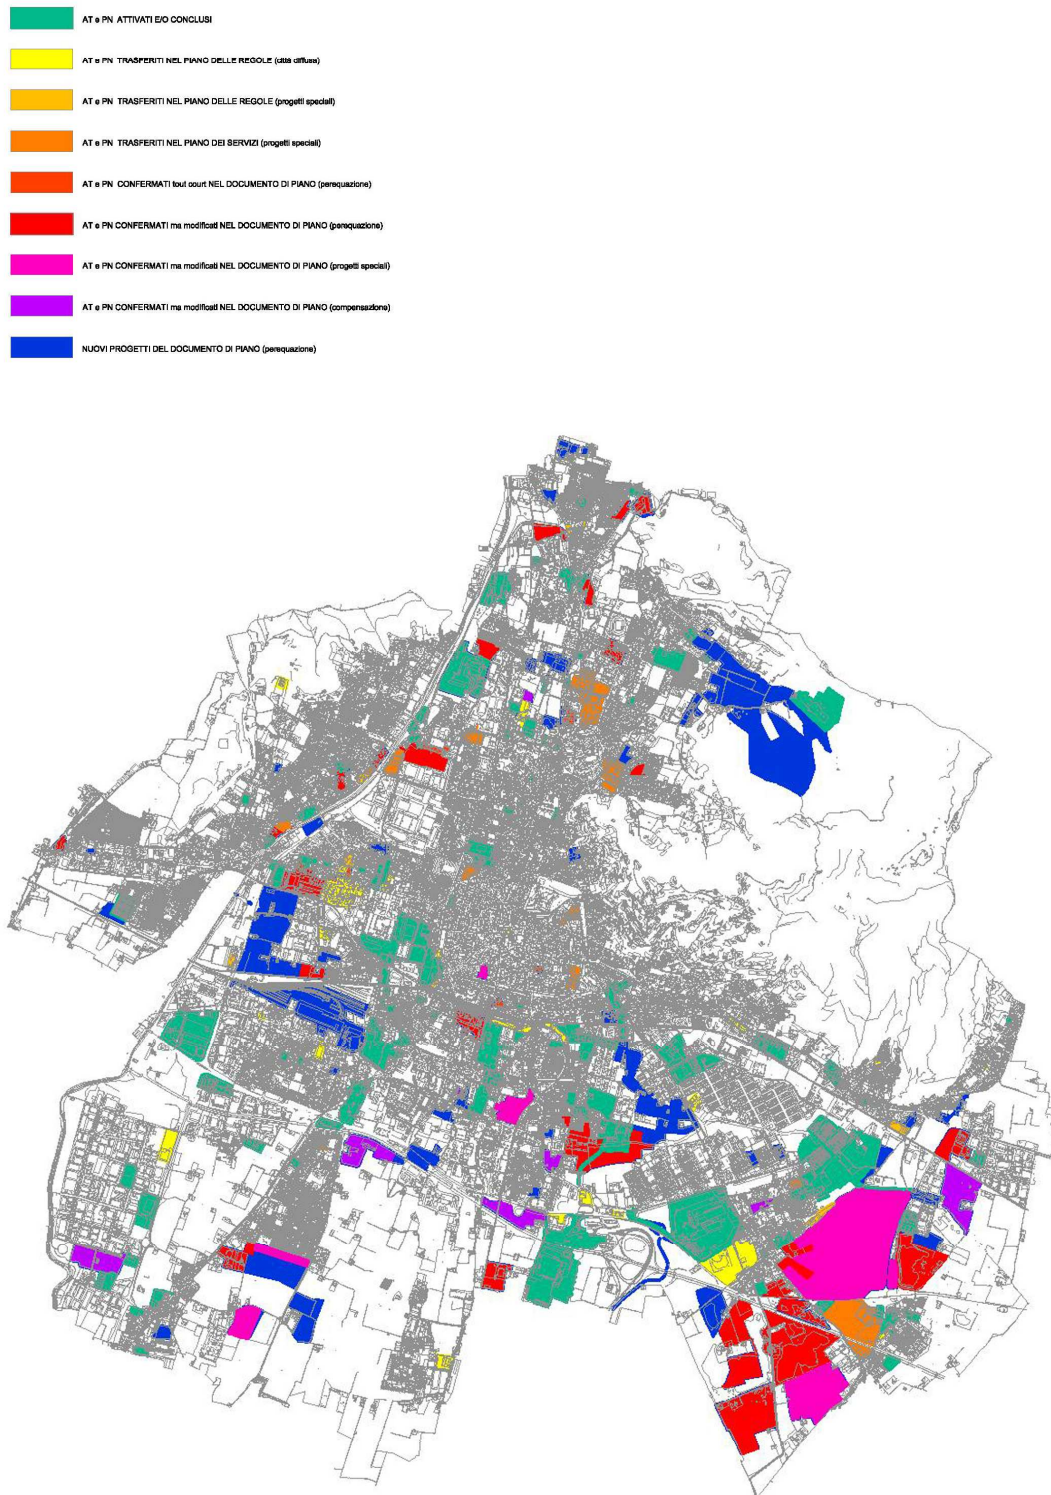 AT e PN ATTIVATI E/O CONCLUSI
AT e PN TRASFERITI NEL PIANO DELLE REGOLE (città diffusa)
AT e PN TRASFERITI NEL PIANO DELLE REGOLE (progetti speciali)
AT e PN TRASFERITI NEL PIANO DEI SERVIZI (progetti speciali)
AT e PN CONFERMATI tout court NEL DOCUMENTO DI PIANO (perequazione)
AT e PN CONFERMATI ma modificati NEL DOCUMENTO DI PIANO (perequazione)
AT e PN CONFERMATI ma modificati NEL DOCUMENTO DI PIANO (progetti speciali)
AT e PN CONFERMATI ma modificati NEL DOCUMENTO DI PIANO (compensazione)
NUOVI PROGETTI DEL DOCUMENTO DI PIANO (perequazione)